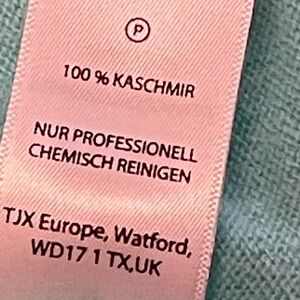 P
100 % KASCHMIR
NUR PROFESSIONELL
CHEMISCH REINIGEN
TJX Europe, Watford,
WD17 1 TX,UK